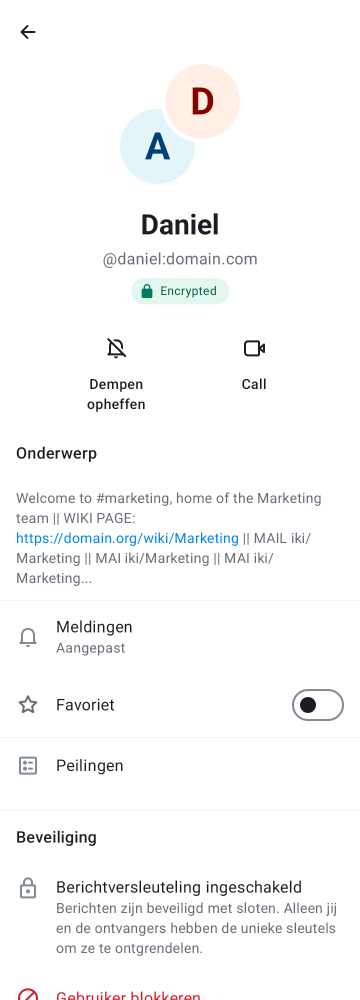 D
A
Daniel
@daniel:domain.com
Encrypted
Dempen
opheffen
Call
Onderwerp
Welcome to #marketing, home of the Marketing
team || WIKI PAGE:
https://domain.org/wiki/Marketing || MAIL iki/
Marketing || MAI iki/Marketing || MAI iki/
Marketing...
Meldingen
Aangepast
Favoriet
Peilingen
Beveiliging
Berichtversleuteling ingeschakeld
Berichten zijn beveiligd met sloten. Alleen jij
en de ontvangers hebben de unieke sleutels
om ze te ontgrendelen.
Gebruiker blokkeren